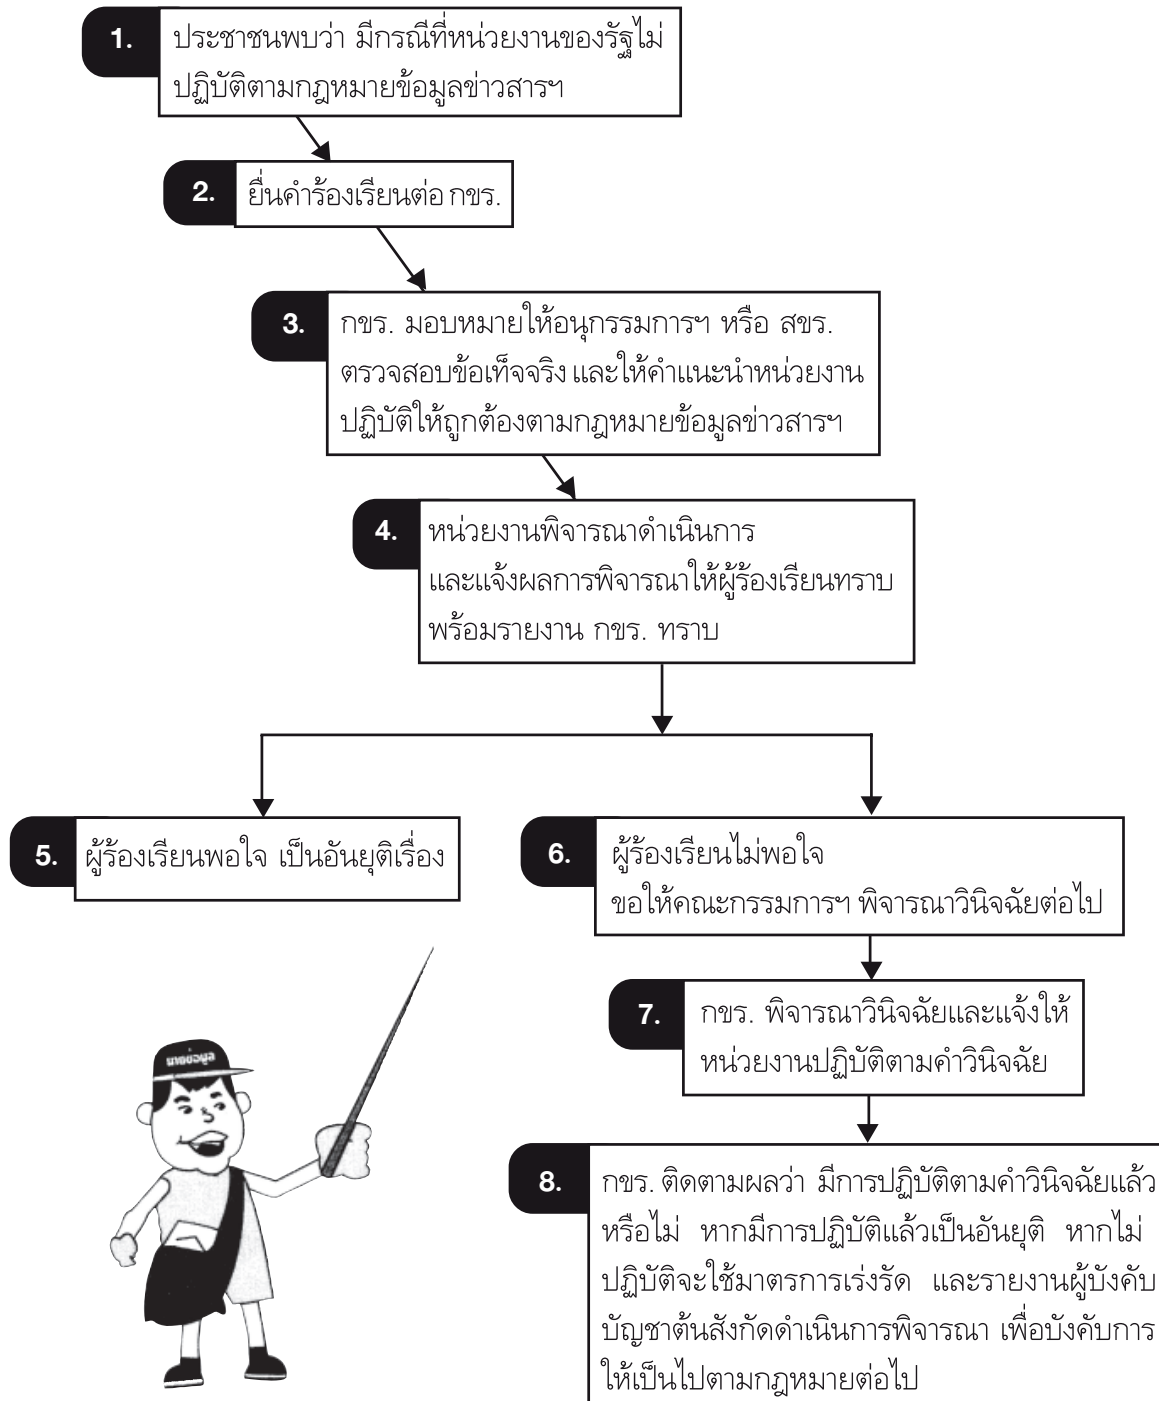 1. ประชาชนพบว่า มีกรณีที่หน่วยงานของรัฐไม่
ปฏิบัติตามกฎหมายข้อมูลข่าวสารฯ
2. ยื่นคำร้องเรียนต่อ กขร.
3. กขร. มอบหมายให้อนุกรรมการฯ หรือ สขร.
ตรวจสอบข้อเท็จจริง และให้คำแนะนำหน่วยงาน
ปฏิบัติให้ถูกต้องตามกฎหมายข้อมูลข่าวสารฯ
4. หน่วยงานพิจารณาดำเนินการ
และแจ้งผลการพิจารณาให้ผู้ร้องเรียนทราบ
พร้อมรายงาน กขร. ทราบ
5. ผู้ร้องเรียนพอใจ เป็นอันยุติเรื่อง
6. ผู้ร้องเรียนไม่พอใจ
ขอให้คณะกรรมการฯ พิจารณาวินิจฉัยต่อไป
7. กขร. พิจารณาวินิจฉัยและแจ้งให้
หน่วยงานปฏิบัติตามคำวินิจฉัย
8. กขร. ติดตามผลว่า มีการปฏิบัติตามคำวินิจฉัยแล้ว
หรือไม่ หากมีการปฏิบัติแล้วเป็นอันยุติ หากไม่
ปฏิบัติจะใช้มาตรการเร่งรัด และรายงานผู้บังคับ
บัญชาต้นสังกัดดำเนินการพิจารณา เพื่อบังคับการ
ให้เป็นไปตามกฎหมายต่อไป